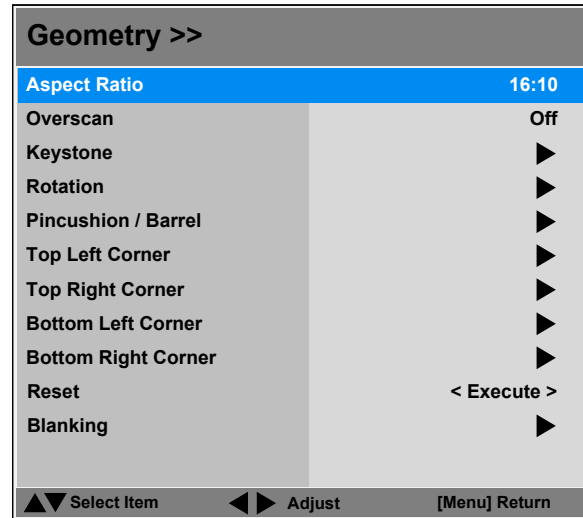 Geometry >>
Aspect Ratio 16:10
Overscan Off
Keystone
Rotation
Pincushion / Barrel
Top Left Corner
Top Right Corner
Bottom Left Corner
Bottom Right Corner
Reset < Execute >
Blanking
Select Item Adjust [Menu] Return